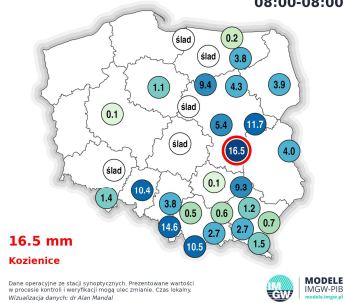 08:00-08:00
ślad
0.2
ślad
3.8
1.1
9.4
4.3
3.9
ślad
0.1
5.4
11.7
ślad
16.5
4.0
ślad
0.1
9.3
10.4
1.4
3.8
0.5
0.6
1.2
0.7
14.6
2.7
2.7
1.5
10.5
16.5 mm
Kozienice
Dane operacyjne ze stacji synoptycznych. Prezentowane wartości
w procesie kontroli i weryfikacji mogą ulec zmianie. Czas lokalny.
Wizualizacja danych: dr Alan Mandal
IM
GW
MODELE
IMGW-PIB
modele.imgw.pl